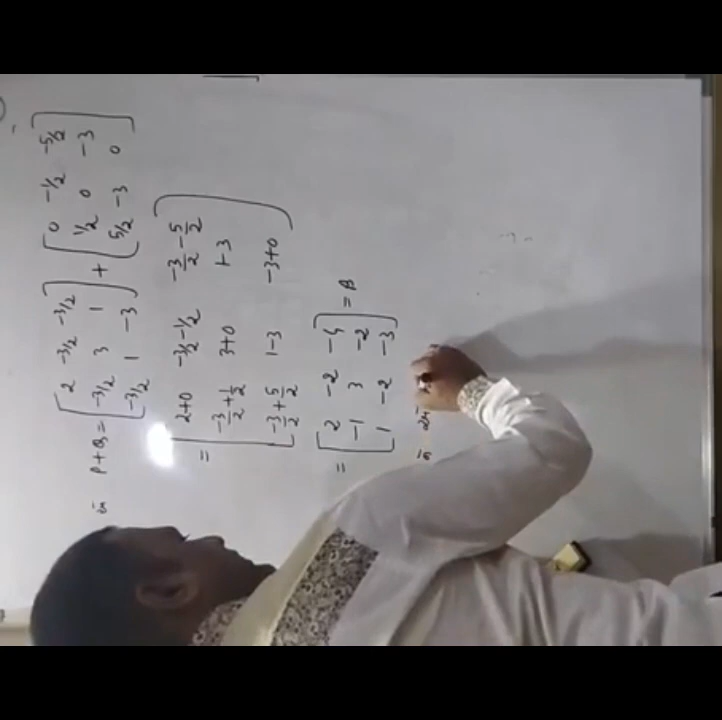 P+Q = [ 2 -3/2 -3/2 ] + [ 0 -1/2 -5/2 ]
[ -3/2 3 1 ] [ 1/2 0 -3 ]
[ -3/2 1 -3 ] [ 5/2 -3 0 ]
= [ 2+0 -3/2-1/2 -3/2-5/2 ]
[ -3/2+1/2 3+0 1+3 ]
[ -3/2+5/2 1-3 -3+0 ]
= [ 2 -2 -4 ]
[ -1 3 -2 ] = B
[ 1 -2 -3 ]